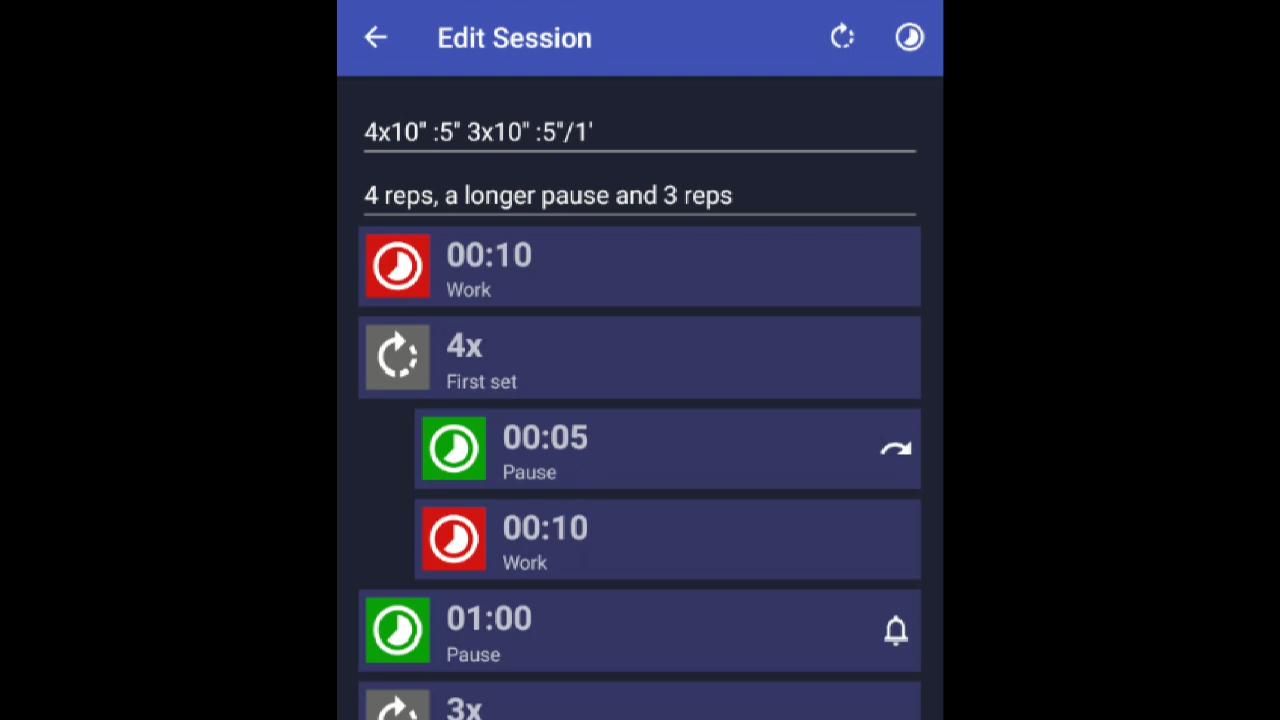 Edit Session
4x10" :5" 3x10" :5"/1'
4 reps, a longer pause and 3 reps
00:10
Work
4x
First set
00:05
Pause
00:10
Work
01:00
Pause
3x